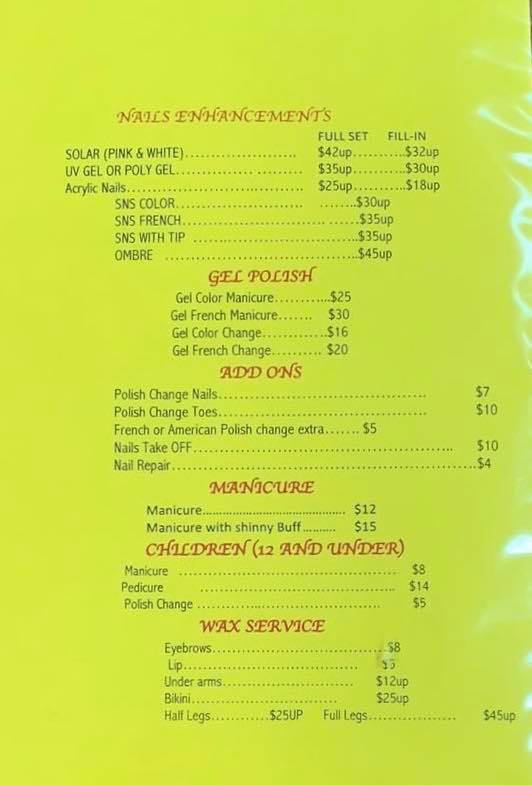 NAILS ENHANCEMENTS
FULL SET FILL-IN
SOLAR (PINK & WHITE)....................... $42up...........$32up
UV GEL OR POLY GEL.......................... $35up...........$30up
Acrylic Nails.................................... $25up...........$18up
SNS COLOR.......................... ........$30up
SNS FRENCH.....................................$35up
SNS WITH TIP ..................................$35up
OMBRE .......................................$45up
GEL POLISH
Gel Color Manicure............$25
Gel French Manicure....... $30
Gel Color Change.............$16
Gel French Change.......... $20
ADD ONS
Polish Change Nails........................................... $7
Polish Change Toes........................................... $10
French or American Polish change extra....... $5
Nails Take OFF..................................................... $10
Nail Repair...............................................................$4
MANICURE
Manicure............................................ $12
Manicure with shinny Buff.......... $15
CHILDREN (12 AND UNDER)
Manicure ............................................. $8
Pedicure ........................................ $14
Polish Change ...................................... $5
WAX SERVICE
Eyebrows....................................$8
Lip.................................... $5
Under arms........................... $12up
Bikini.............................. $25up
Half Legs............$25UP Full Legs.................. $45up